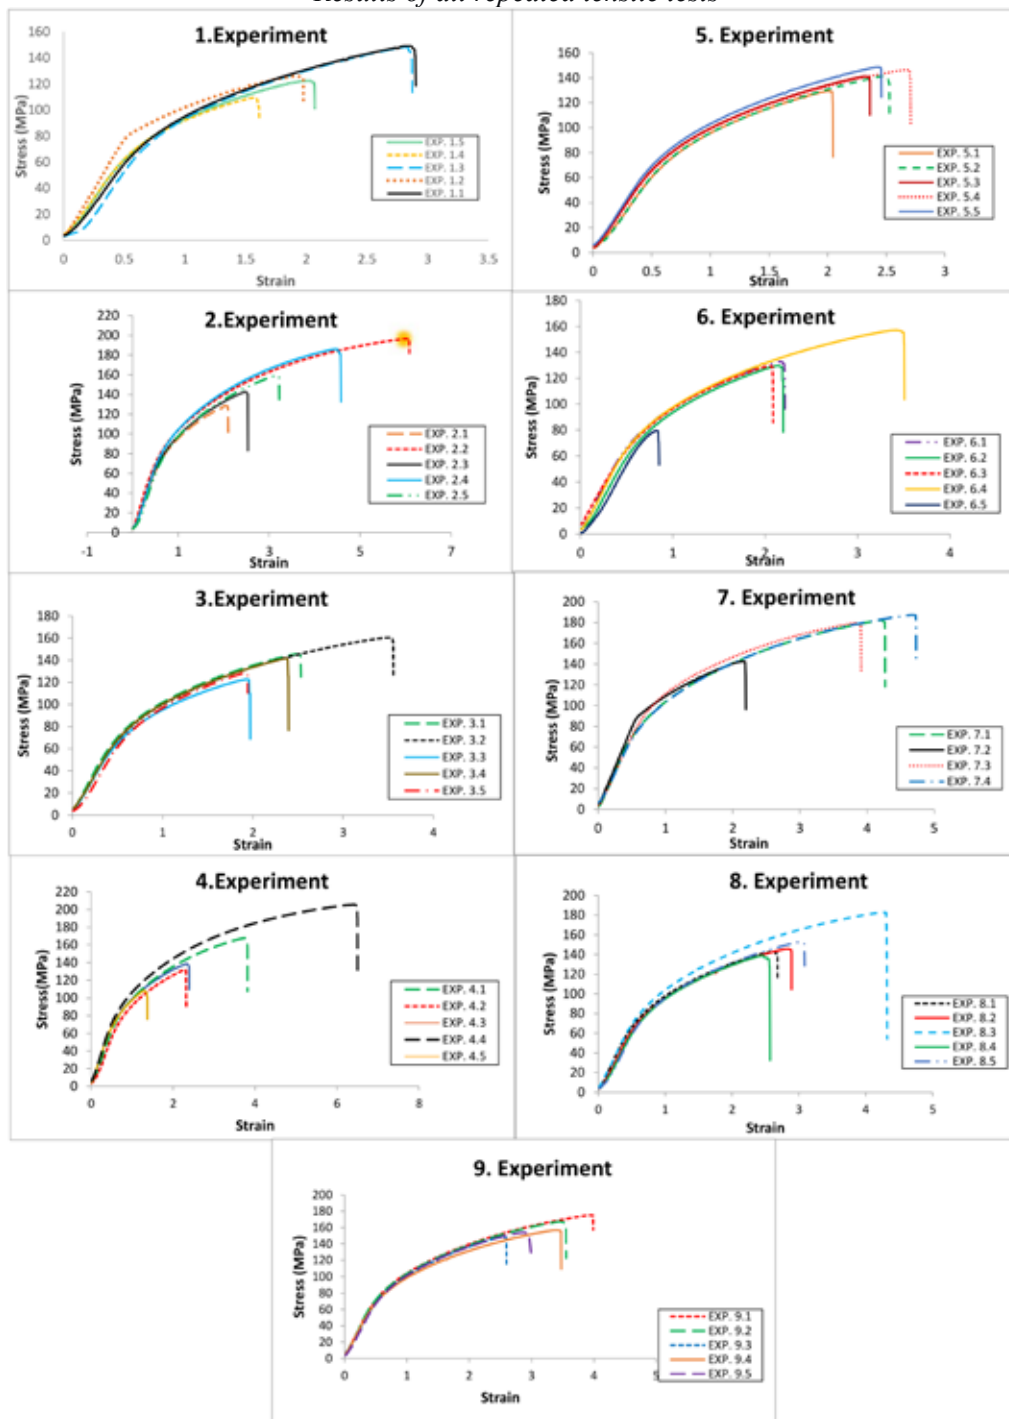 Results of all repeated tensile tests
1.Experiment
Stress (MPa)
160
140
120
100
80
60
40
20
0
0 0.5 1 1.5 2 2.5 3 3.5
Strain
EXP. 1.5
EXP. 1.4
EXP. 1.3
EXP. 1.2
EXP. 1.1
5. Experiment
Stress (MPa)
160
140
120
100
80
60
40
20
0
0 0.5 1 1.5 2 2.5 3
Strain
EXP. 5.1
EXP. 5.2
EXP. 5.3
EXP. 5.4
EXP. 5.5
2.Experiment
Stress (MPa)
220
200
180
160
140
120
100
80
60
40
20
0
-1 1 3 5 7
Strain
EXP. 2.1
EXP. 2.2
EXP. 2.3
EXP. 2.4
EXP. 2.5
6. Experiment
Stress (MPa)
180
160
140
120
100
80
60
40
20
0
0 1 2 3 4
Strain
EXP. 6.1
EXP. 6.2
EXP. 6.3
EXP. 6.4
EXP. 6.5
3.Experiment
Stress (MPa)
180
160
140
120
100
80
60
40
20
0
0 1 2 3 4
Strain
EXP. 3.1
EXP. 3.2
EXP. 3.3
EXP. 3.4
EXP. 3.5
7. Experiment
Stress (MPa)
200
180
160
140
120
100
80
60
40
20
0
0 1 2 3 4 5
Strain
EXP. 7.1
EXP. 7.2
EXP. 7.3
EXP. 7.4
4.Experiment
Stress(MPa)
220
200
180
160
140
120
100
80
60
40
20
0
0 2 4 6 8
Strain
EXP. 4.1
EXP. 4.2
EXP. 4.3
EXP. 4.4
EXP. 4.5
8. Experiment
Stress (MPa)
200
180
160
140
120
100
80
60
40
20
0
0 1 2 3 4 5
Strain
EXP. 8.1
EXP. 8.2
EXP. 8.3
EXP. 8.4
EXP. 8.5
9. Experiment
Stress (MPa)
200
180
160
140
120
100
80
60
40
20
0
0 1 2 3 4 5
Strain
EXP. 9.1
EXP. 9.2
EXP. 9.3
EXP. 9.4
EXP. 9.5